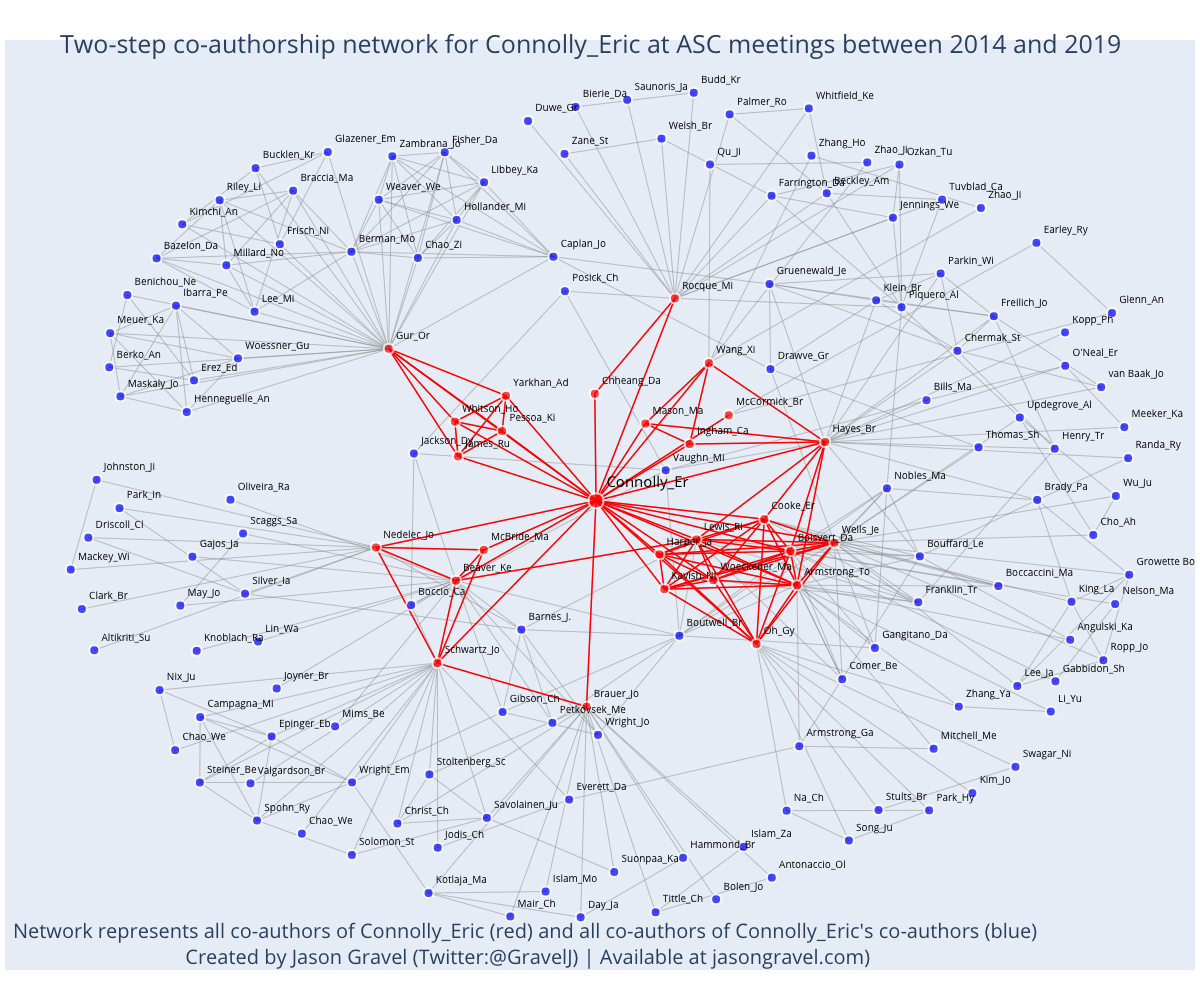 Two-step co-authorship network for Connolly_Eric at ASC meetings between 2014 and 2019
Budd_Kr
Saunoris_Ja
Bierie_Da
Duwe_Gr
Palmer_Ro
Whitfield_Ke
Welsh_Br
Zane_St
Qu_Ji
Zhang_Ho
Zhao_Ji
Ozkan_Tu
Glazener_Em
Zambrana_Jo
Fisher_Da
Bucklen_Kr
Libbey_Ka
Riley_Li
Braccia_Ma
Weaver_We
Farrington_Da
Beckley_Am
Tuvblad_Ca
Zhao_Ji
Kimchi_An
Hollander_Mi
Jennings_We
Frisch_Ni
Berman_Mo
Chao_Zi
Caplan_Jo
Earley_Ry
Bazelon_Da
Millard_No
Posick_Ch
Rocque_Mi
Gruenewald_Je
Parkin_Wi
Benichou_Ne
Ibarra_Pe
Lee_Mi
Klein_Br
Piquero_Al
Freilich_Jo
Glenn_An
Meuer_Ka
Gur_Or
Kopp_Ph
Woessner_Gu
Wang_Xi
Drawve_Gr
Chermak_St
Berko_An
Erez_Ed
O'Neal_Er
Maskaly_Jo
Henneguelle_An
Yarkhan_Ad
Chheang_Da
van Baak_Jo
Whitson_Ho
Pessoa_Ki
Mason_Ma
McCormick_Br
Bills_Ma
Updegrove_Al
Meeker_Ka
Jackson_Dy
James_Ru
Ingham_Ca
Hayes_Br
Thomas_Sh
Henry_Tr
Randa_Ry
Vaughn_Mi
Johnston_Ji
Connolly_Er
Nobles_Ma
Brady_Pa
Wu_Ju
Park_In
Oliveira_Ra
Cooke_Er
Driscoll_Cl
Scaggs_Sa
Nedelec_Jo
McBride_Ma
Lewis_Ri
Wells_Je
Cho_Ah
Mackey_Wi
Gajos_Ja
Harper_Ja
Boisvert_Da
Bouffard_Le
Beaver_Ke
Woeckener_Ma
Armstrong_To
Growette Bo
Silver_Ia
Kavish_Ni
Boccaccini_Ma
Clark_Br
May_Jo
Boccio_Ca
Franklin_Tr
King_La
Nelson_Ma
Altikriti_Su
Knoblach_Ra
Lin_Wa
Barnes_J.
Boutwell_Br
Oh_Gy
Gangitano_Da
Angulski_Ka
Ropp_Jo
Schwartz_Jo
Nix_Ju
Joyner_Br
Comer_Be
Lee_Ja
Gabbidon_Sh
Campagna_Mi
Gibson_Ch
Brauer_Jo
Zhang_Ya
Li_Yu
Mims_Be
Petkovsek_Me
Epinger_Eb
Wright_Jo
Chao_We
Armstrong_Ga
Mitchell_Me
Steiner_Be
Valgardson_Br
Wright_Em
Stoltenberg_Sc
Swagar_Ni
Everett_Da
Kim_Jo
Spohn_Ry
Christ_Ch
Savolainen_Ju
Na_Ch
Stults_Br
Park_Hy
Chao_We
Song_Ju
Solomon_St
Jodis_Ch
Islam_Za
Hammond_Br
Suonpaa_Ka
Antonaccio_Ol
Kotlaja_Ma
Islam_Mo
Bolen_Jo
Mair_Ch
Day_Ja
Tittle_Ch
Network represents all co-authors of Connolly_Eric (red) and all co-authors of Connolly_Eric's co-authors (blue)
Created by Jason Gravel (Twitter:@GravelJ) | Available at jasongravel.com)